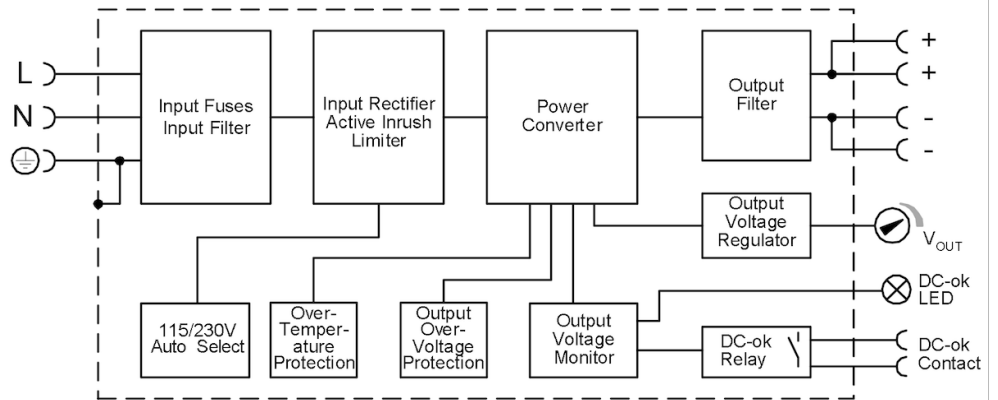 L
N
Input Fuses
Input Filter
Input Rectifier
Active Inrush
Limiter
Power
Converter
Output
Filter
+
+
-
-
Output
Voltage
Regulator
VOUT
115/230V
Auto Select
Over-
Temper-
ature
Protection
Output
Over-
Voltage
Protection
Output
Voltage
Monitor
DC-ok
LED
DC-ok
Relay
DC-ok
Contact